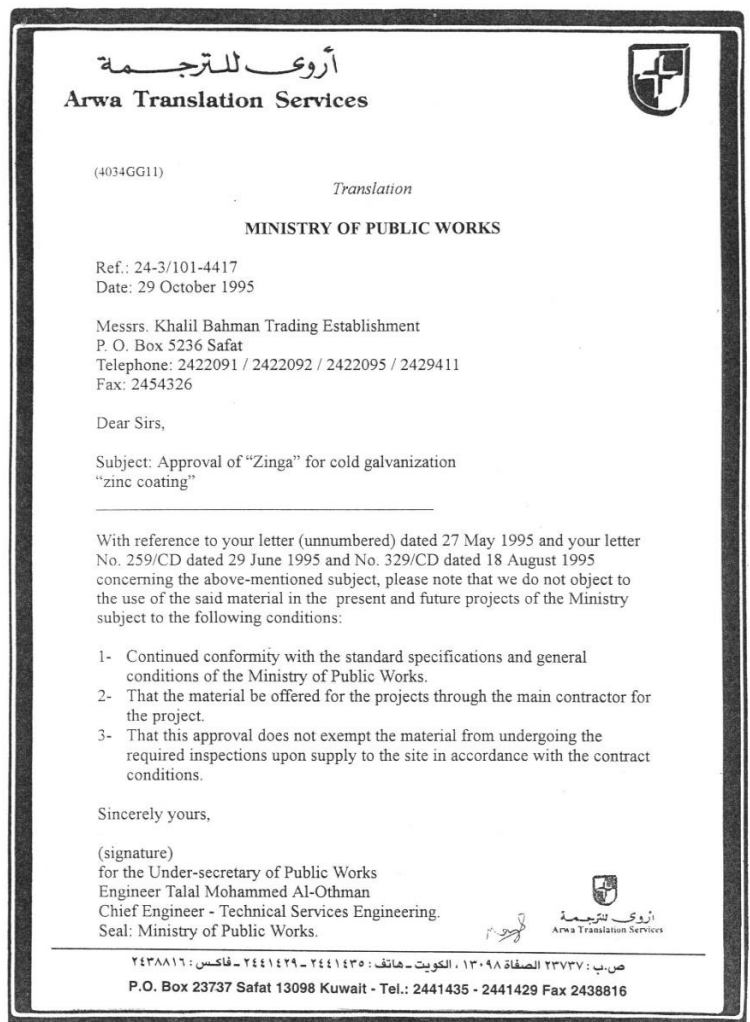 أروى للترجمة
Arwa Translation Services
(4034GG11)
Translation
MINISTRY OF PUBLIC WORKS
Ref.: 24-3/101-4417
Date: 29 October 1995
Messrs. Khalil Bahman Trading Establishment
P. O. Box 5236 Safat
Telephone: 2422091 / 2422092 / 2422095 / 2429411
Fax: 2454326
Dear Sirs,
Subject: Approval of “Zinga” for cold galvanization
“zinc coating”
With reference to your letter (unnumbered) dated 27 May 1995 and your letter
No. 259/CD dated 29 June 1995 and No. 329/CD dated 18 August 1995
concerning the above-mentioned subject, please note that we do not object to
the use of the said material in the present and future projects of the Ministry
subject to the following conditions:
1- Continued conformity with the standard specifications and general
conditions of the Ministry of Public Works.
2- That the material be offered for the projects through the main contractor for
the project.
3- That this approval does not exempt the material from undergoing the
required inspections upon supply to the site in accordance with the contract
conditions.
Sincerely yours,
(signature)
for the Under-secretary of Public Works
Engineer Talal Mohammed Al-Othman
Chief Engineer - Technical Services Engineering.
Seal: Ministry of Public Works.
أروى للترجمة
Arwa Translation Services
ص.ب : ٢٣٧٣٧ الصفاة ١٣٠٩٨ ، الكويت ـ هاتف : ٢٤٤١٤٣٥ ـ ٢٤٤١٤٢٩ ـ فاكس : ٢٤٣٨٨١٦
P.O. Box 23737 Safat 13098 Kuwait - Tel.: 2441435 - 2441429 Fax 2438816